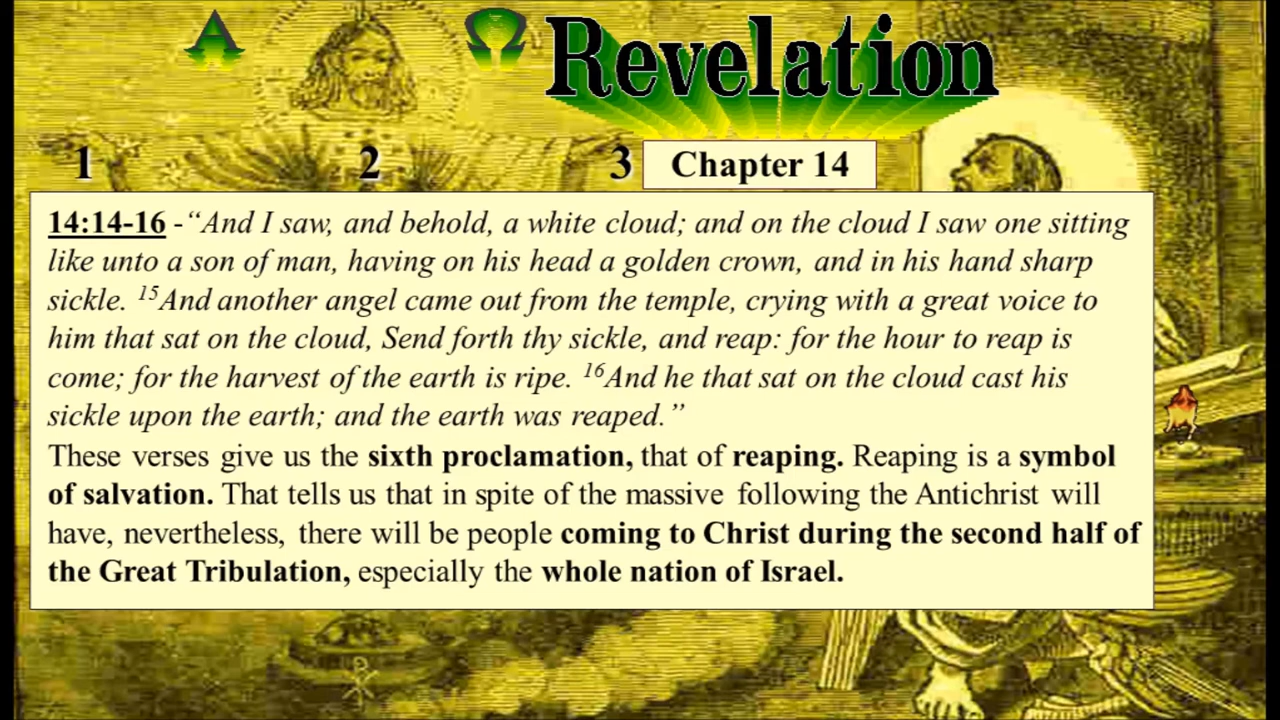 Α Ω Revelation
1 2 3 Chapter 14
14:14-16 -“And I saw, and behold, a white cloud; and on the cloud I saw one sitting
like unto a son of man, having on his head a golden crown, and in his hand sharp
sickle. 15And another angel came out from the temple, crying with a great voice to
him that sat on the cloud, Send forth thy sickle, and reap: for the hour to reap is
come; for the harvest of the earth is ripe. 16And he that sat on the cloud cast his
sickle upon the earth; and the earth was reaped.”
These verses give us the sixth proclamation, that of reaping. Reaping is a symbol
of salvation. That tells us that in spite of the massive following the Antichrist will
have, nevertheless, there will be people coming to Christ during the second half of
the Great Tribulation, especially the whole nation of Israel.